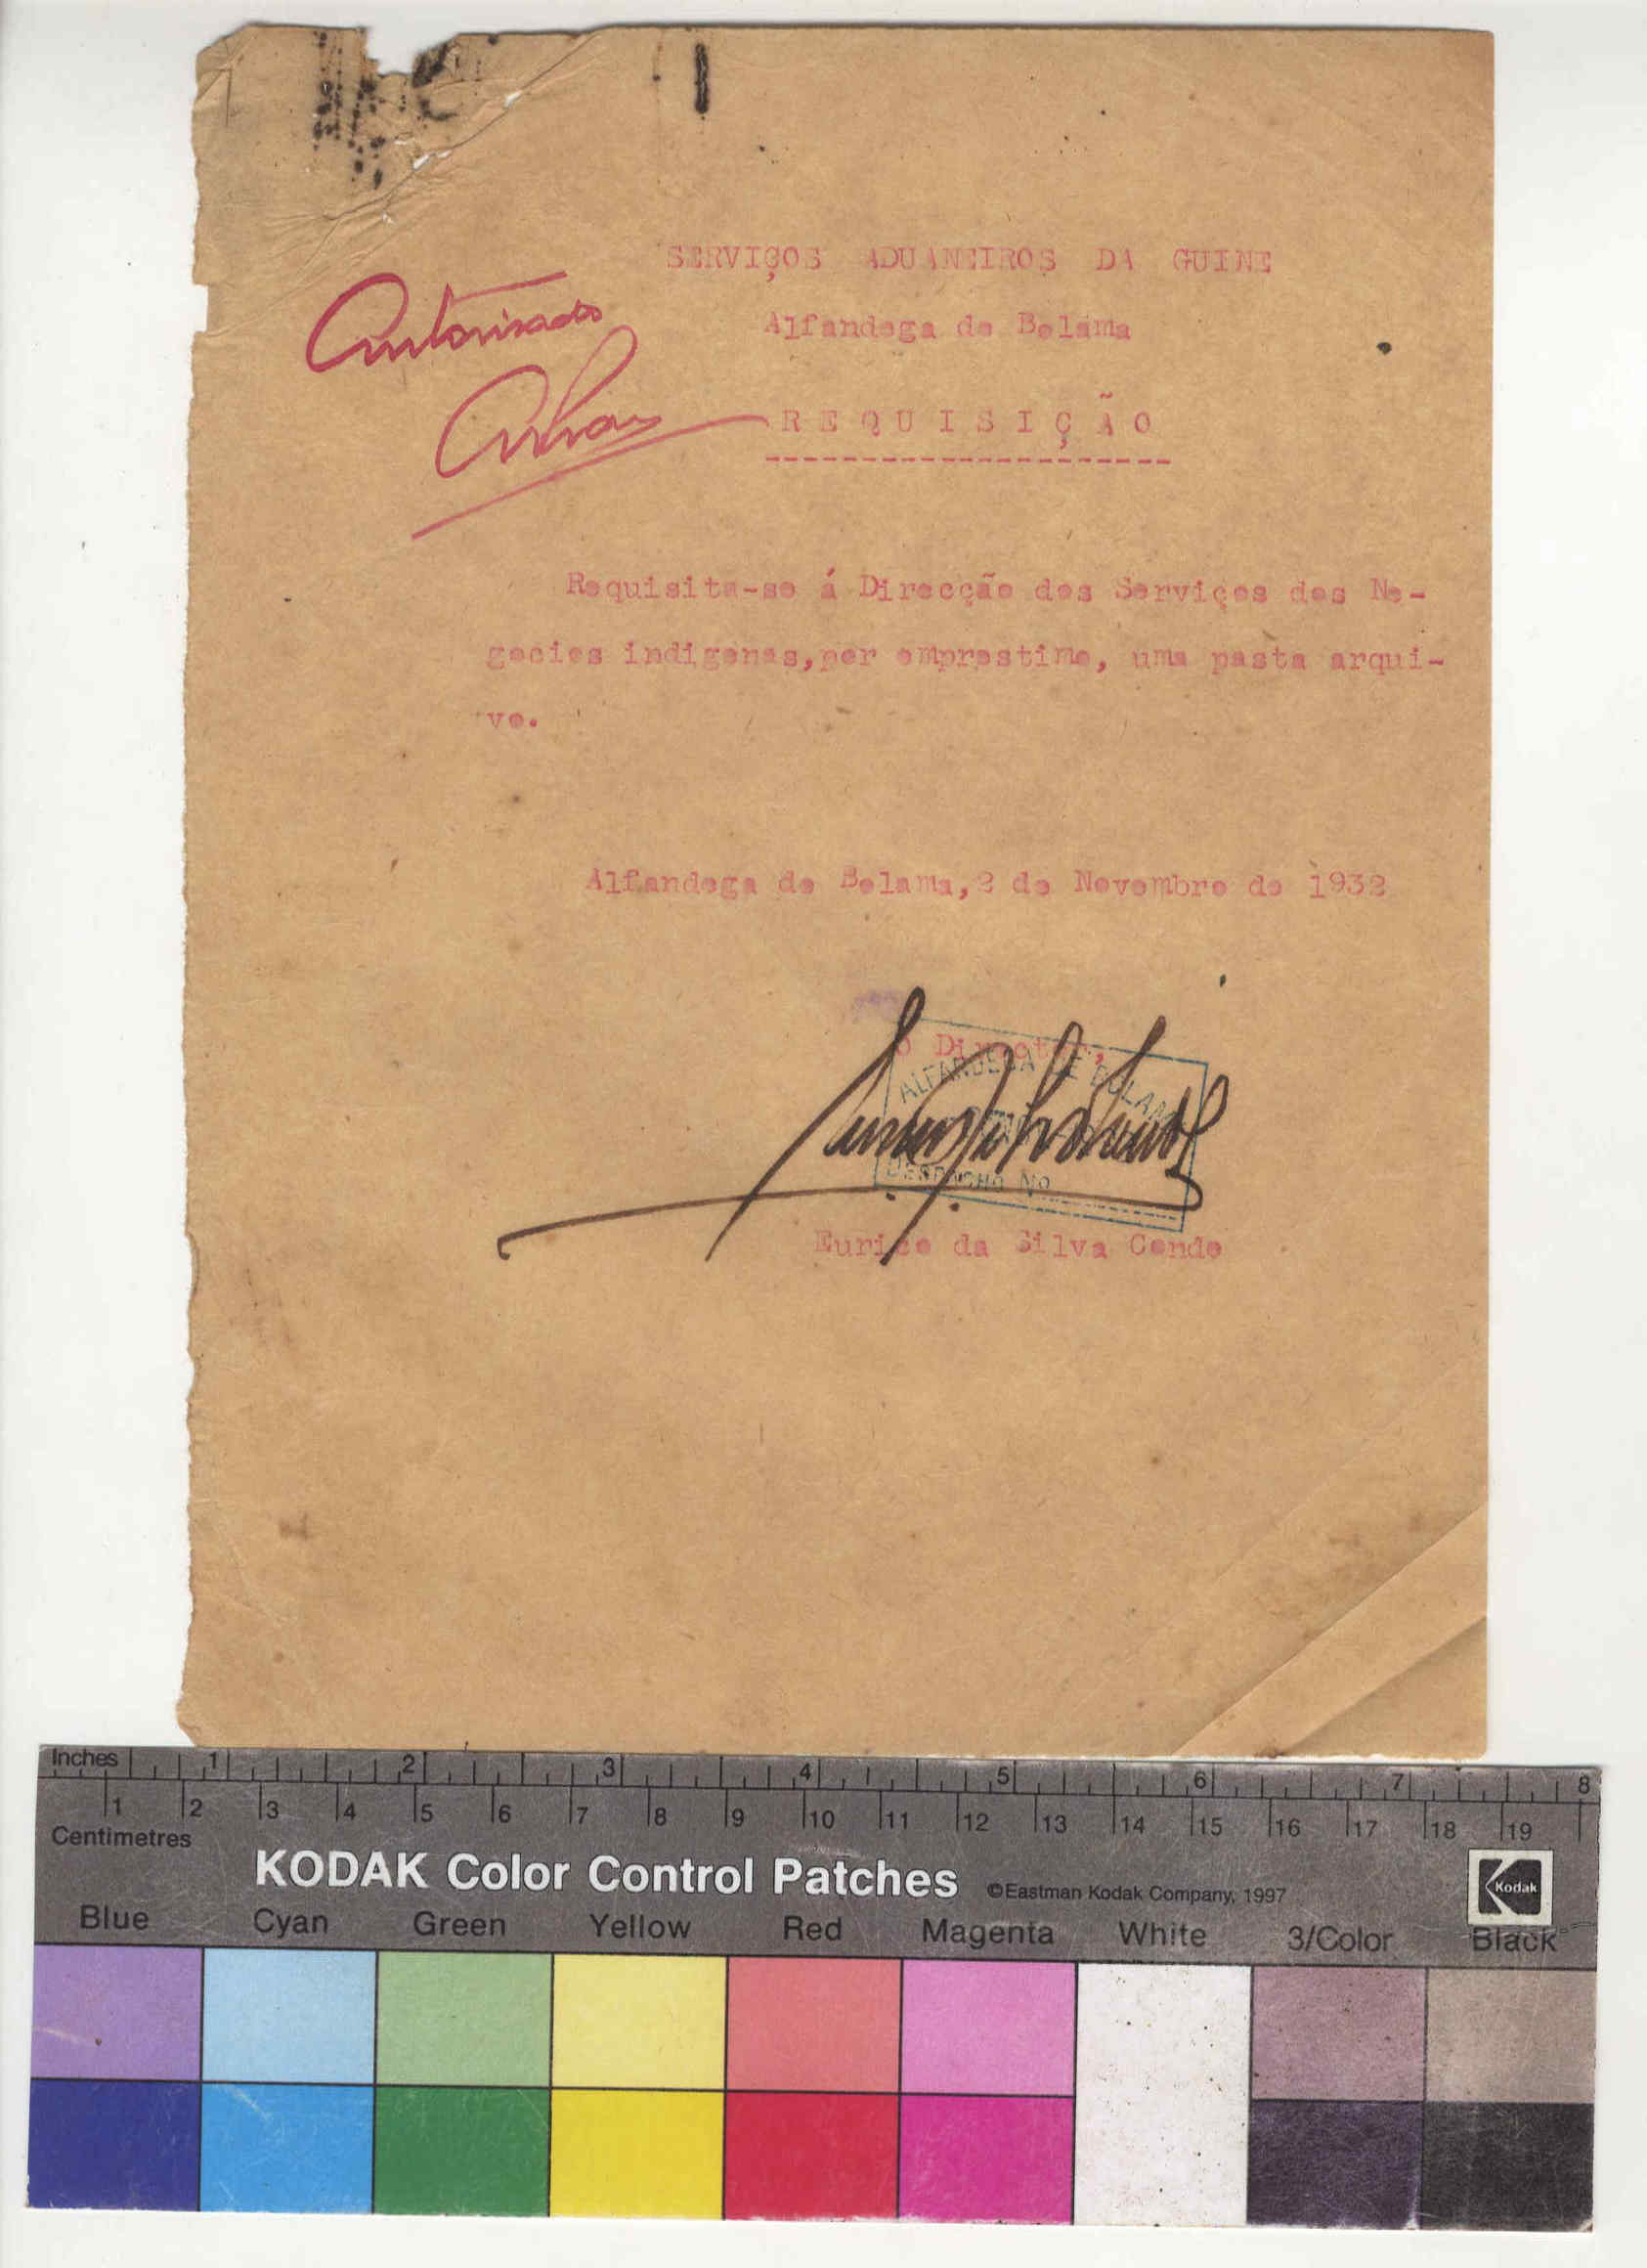 SERVIÇOS ADUANEIROS DA GUINE
Autorisado
Alfandega de Bolama
REQUISIÇÃO
--------------------
Requisita-se á Direcção dos Serviços dos Ne-
gocios indigenas,por emprestimo, uma pasta arqui-
vo.
Alfandega de Bolama,2 de Novembro de 1932
O Director,
ALFANDEGA DE BOLAMA
DESPACHO Nº
Eurico da Silva Conde
Inches 1 2 3 4 5 6 7 8
1 2 3 4 5 6 7 8 9 10 11 12 13 14 15 16 17 18 19
Centimetres
KODAK Color Control Patches ©Eastman Kodak Company, 1997 Kodak
Blue Cyan Green Yellow Red Magenta White 3/Color Black